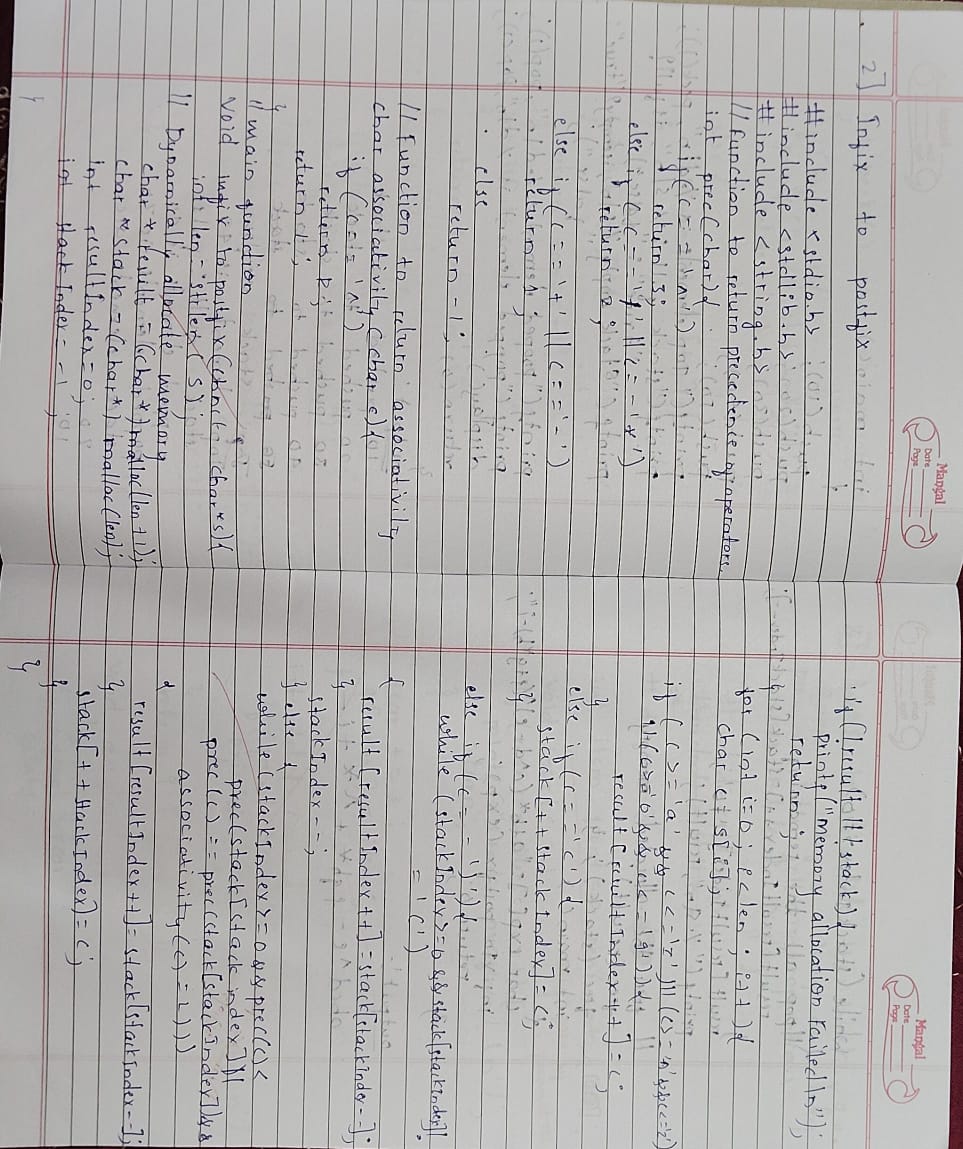 Mangal
Date
Page
2] Infix to postfix
#include <stdio.h>
#include <stdlib.h>
#include <string.h>
// function to return precedence of operators
int prec(char){
if(c=='^')
return 3;
else if (c=='/'||c=='*')
return 2;
else if (c=='+'||c=='-')
return 1;
else
return -1;
// Function to return associativity
char associativity (char c){
if (c=='^')
return R;
return L;
}
// main function
void infix to postfix (const char*s){
int len = strlen(s);
// Dynamically allocate memory
char * result = (char*) malloc(len+1);
char * stack = (char*) malloc(len);
int resultIndex=0;
int stack Index = -1;
}
Mangal
Date
Page
if (!result || !stack) {
printf("memory allocation Failed\n");
return;
}
for (int i=0; i<len; i++){
char c = s[i];
if ((c>='a' && c<='z')||(c>='A'&&c<='Z')
||(c>='0' && c<='9')){
result [result Index++]=c;
}
else if (c=='('){
stack [++stack Index]=c;
}
else if (c==')'){
while (stackIndex>=0 && stack[stackIndex]!
='(')
{
result [resultIndex++]=stack[stackIndex--];
}
stackIndex--;
} else {
while (stackIndex>=0 && prec(c)<
prec(stack[stack index]||
prec(c) == prec(stack[stackIndex])&&
associativity (c)=L)))
{
result [resultIndex++]=stack[stackIndex--];
}
stack[++stackIndex]=c;
}
}